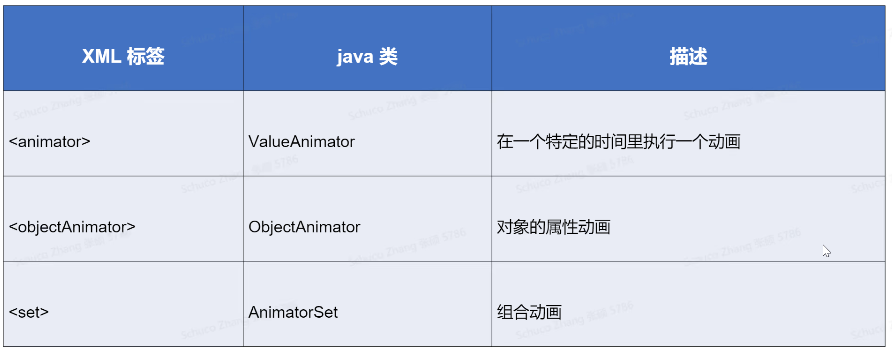 XML 标签
java 类
描述
<animator>
ValueAnimator
在一个特定的时间里执行一个动画
<objectAnimator>
ObjectAnimator
对象的属性动画
<set>
AnimatorSet
组合动画